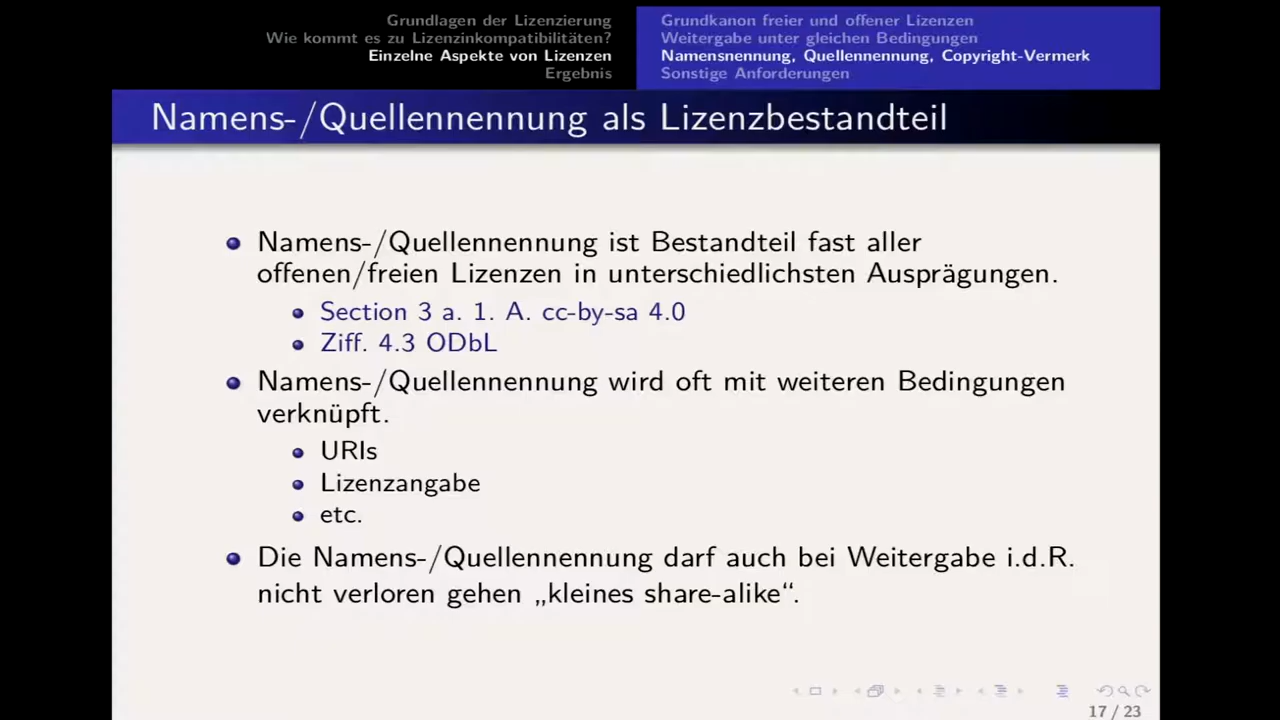 Grundlagen der Lizenzierung
Wie kommt es zu Lizenzinkompatibilitäten?
Einzelne Aspekte von Lizenzen
Ergebnis
Grundkanon freier und offener Lizenzen
Weitergabe unter gleichen Bedingungen
Namensnennung, Quellennennung, Copyright-Vermerk
Sonstige Anforderungen
Namens-/Quellennennung als Lizenzbestandteil
Namens-/Quellennennung ist Bestandteil fast aller
offenen/freien Lizenzen in unterschiedlichsten Ausprägungen.
Section 3 a. 1. A. cc-by-sa 4.0
Ziff. 4.3 ODbL
Namens-/Quellennennung wird oft mit weiteren Bedingungen
verknüpft.
URIs
Lizenzangabe
etc.
Die Namens-/Quellennennung darf auch bei Weitergabe i.d.R.
nicht verloren gehen „kleines share-alike“.
17 / 23